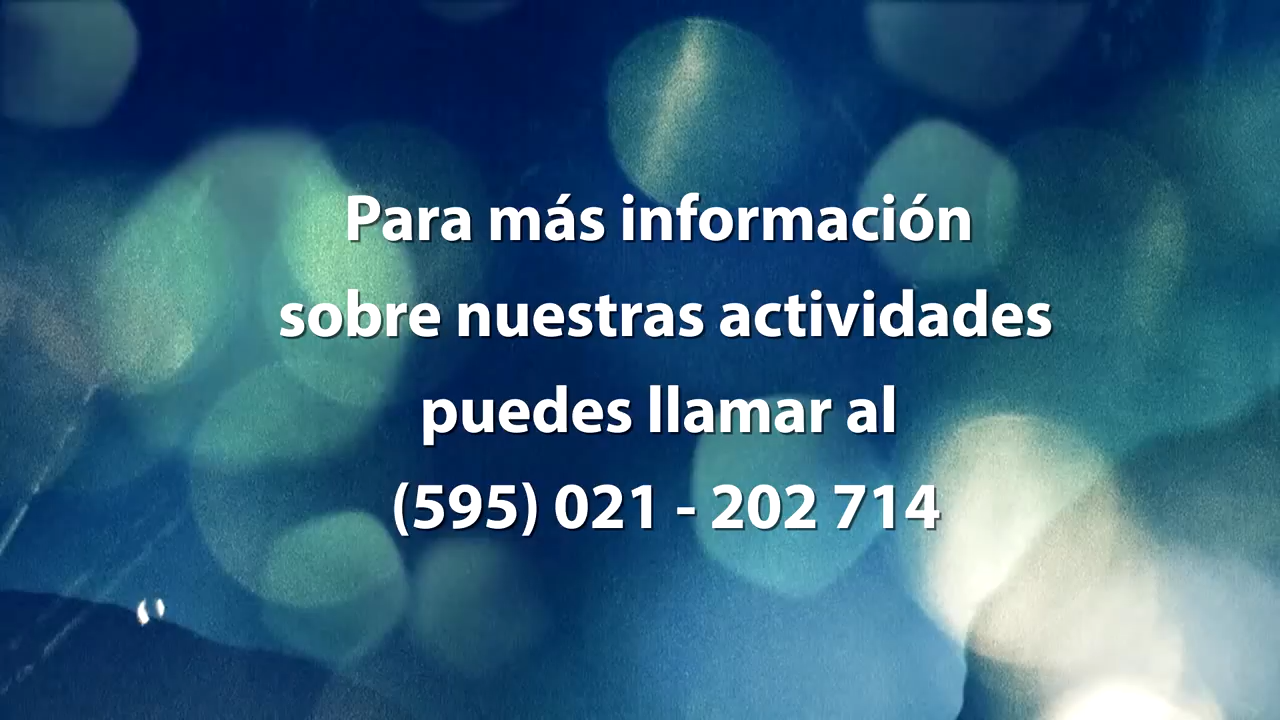 Para más información
sobre nuestras actividades
puedes llamar al
(595) 021 - 202 714